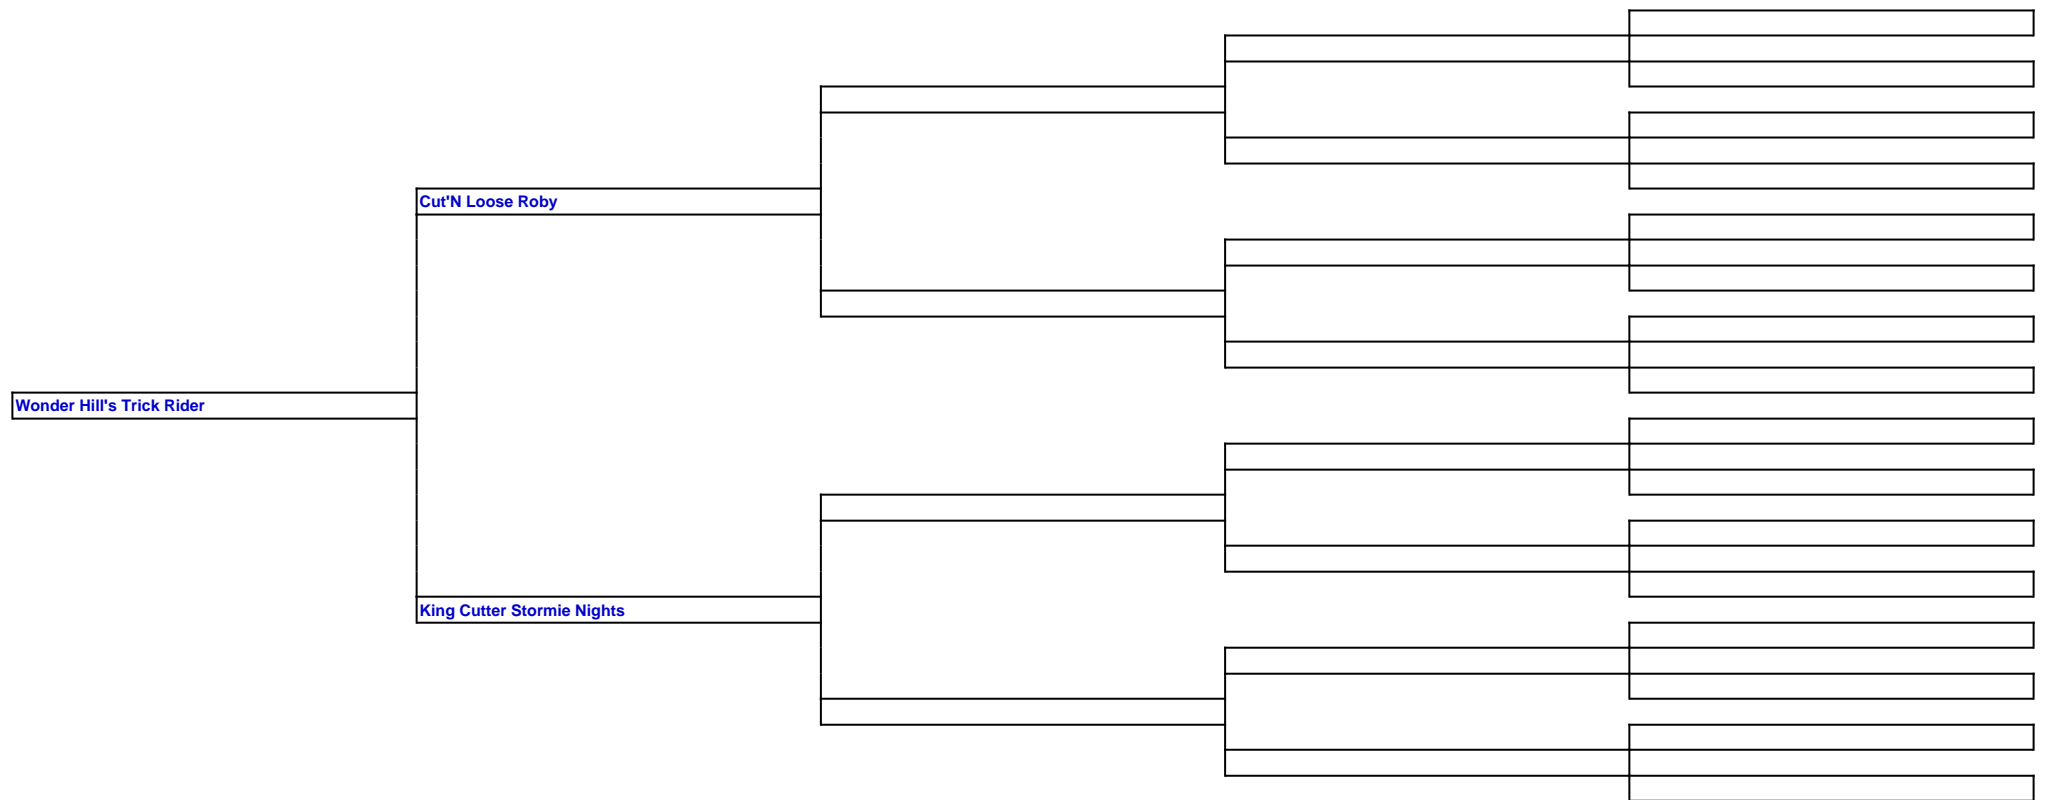 Cut'N Loose Roby
Wonder Hill's Trick Rider
King Cutter Stormie Nights